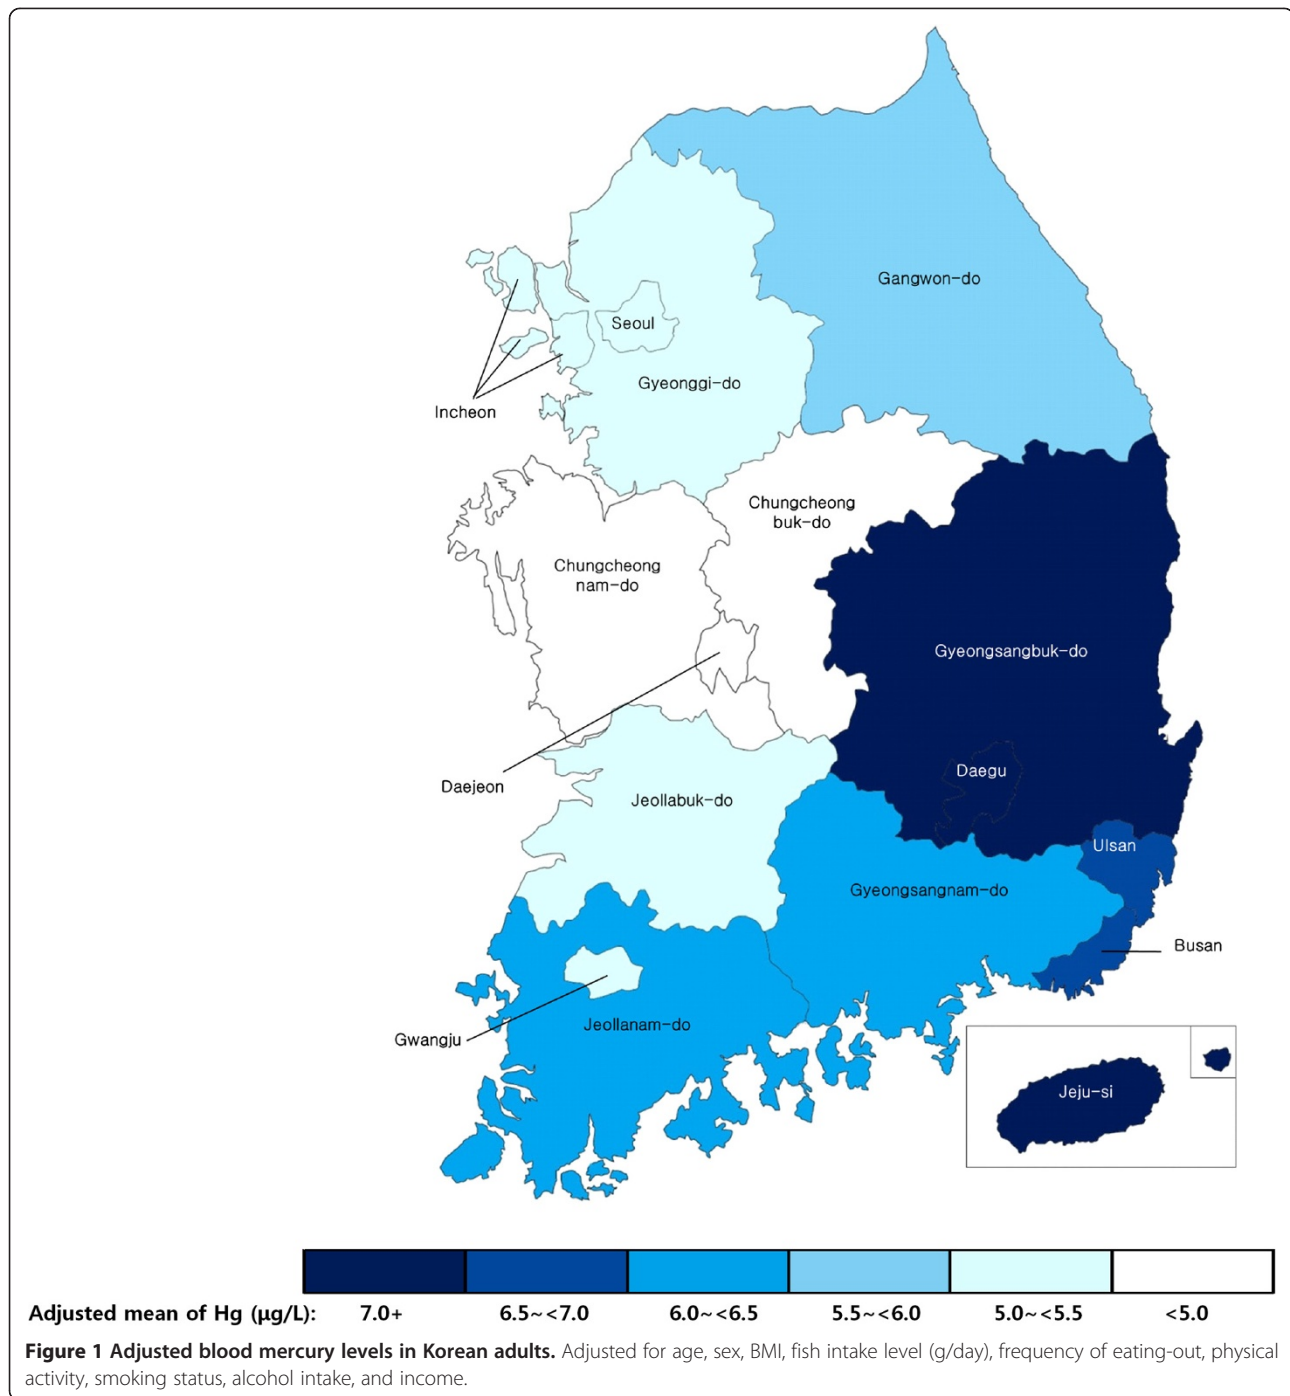 Gangwon-do
Seoul
Gyeonggi-do
Incheon
Chungcheong
buk-do
Chungcheong
nam-do
Gyeongsangbuk-do
Daegu
Daejeon
Jeollabuk-do
Ulsan
Gyeongsangnam-do
Busan
Gwangju
Jeollanam-do
Jeju-si
Adjusted mean of Hg (µg/L): 7.0+ 6.5~<7.0 6.0~<6.5 5.5~<6.0 5.0~<5.5 <5.0
Figure 1 Adjusted blood mercury levels in Korean adults. Adjusted for age, sex, BMI, fish intake level (g/day), frequency of eating-out, physical
activity, smoking status, alcohol intake, and income.